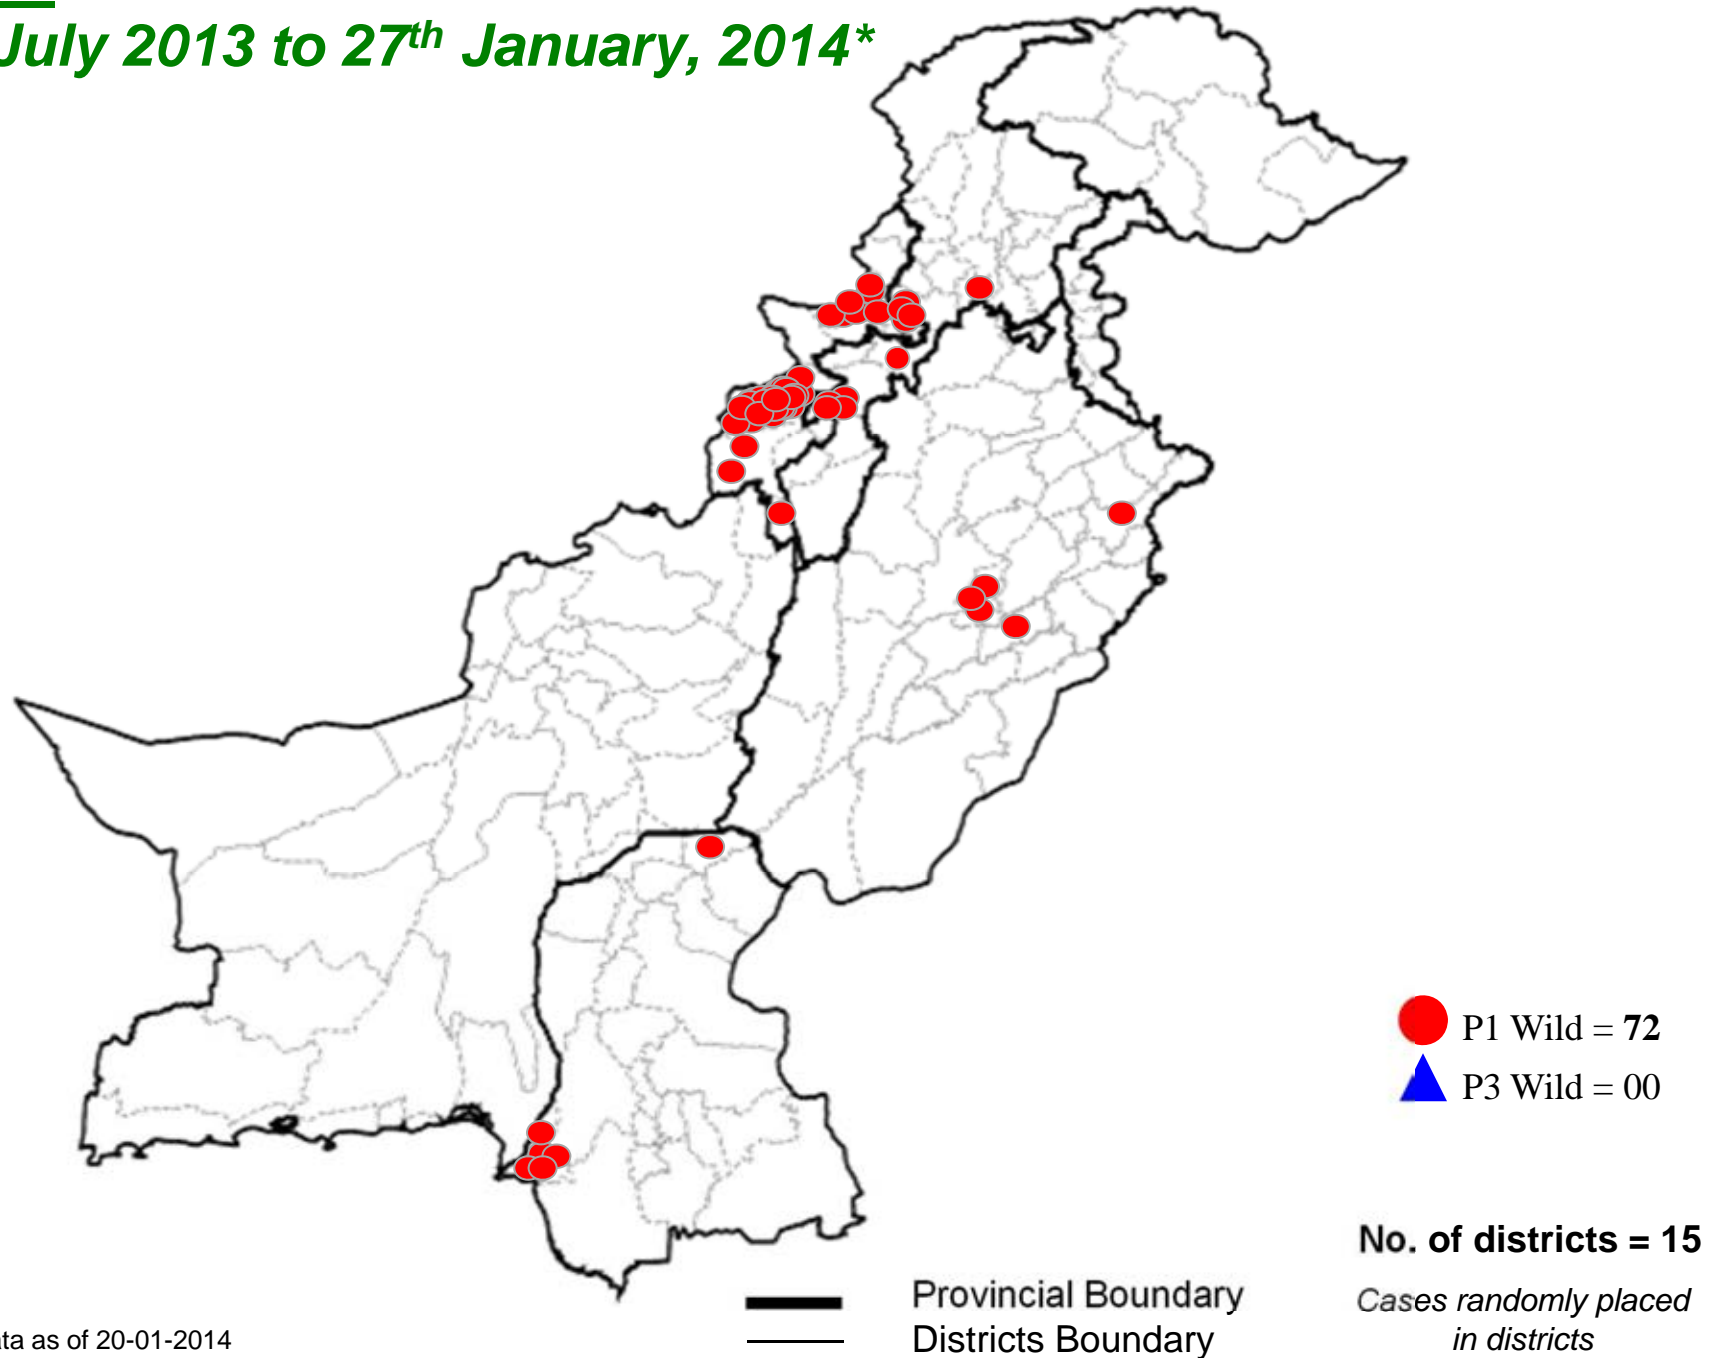 July 2013 to 27th January, 2014*
P1 Wild = 72
P3 Wild = 00
No. of districts = 15
Cases randomly placed
in districts
Provincial Boundary
Districts Boundary
ata as of 20-01-2014